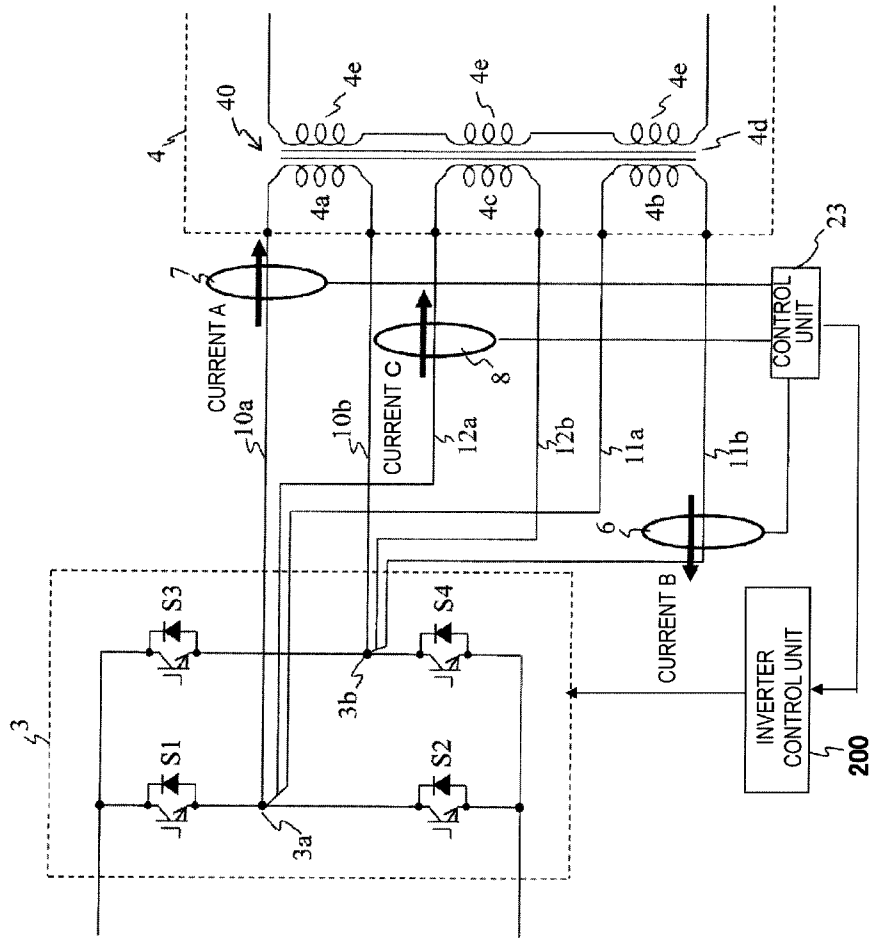 4
40
4e
4e
4e
4d
4a
4c
4b
7
CURRENT A
10a
10b
CURRENT C
8
12a
12b
11a
11b
6
CURRENT B
23
CONTROL
UNIT
3
S1
S3
S2
S4
3a
3b
INVERTER
CONTROL UNIT
200